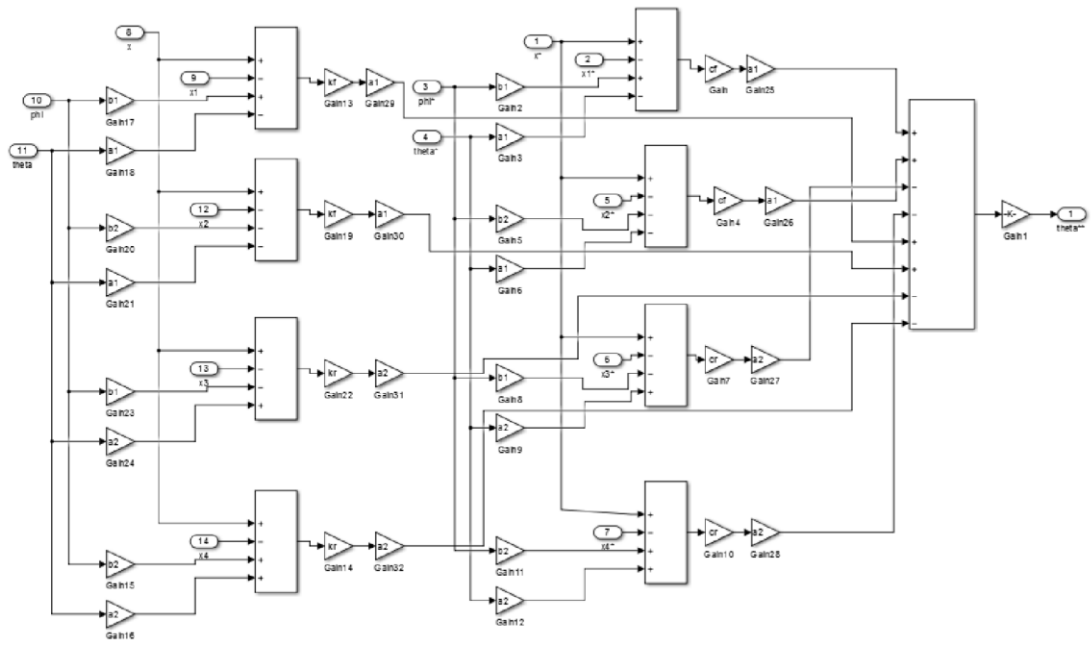 8
x
9
x1
10
phi
b1
Gain17
11
theta
a1
Gain18
+
−
+
−
kf
Gain13
a1
Gain29
12
x2
b2
Gain20
a1
Gain21
+
−
−
−
kf
Gain19
a1
Gain30
13
x3
b1
Gain23
a2
Gain24
+
−
−
+
kr
Gain22
a2
Gain31
14
x4
b2
Gain15
a2
Gain16
+
−
+
+
kr
Gain14
a2
Gain32
1
x*
2
x1*
3
phi*
b1
Gain2
4
theta*
a1
Gain3
+
−
+
−
cf
Gain
a1
Gain25
5
x2*
b2
Gain5
a1
Gain6
+
−
−
−
cf
Gain4
a1
Gain26
6
x3*
b1
Gain8
a2
Gain9
+
−
−
+
cr
Gain7
a2
Gain27
7
x4*
b2
Gain11
a2
Gain12
+
−
+
+
cr
Gain10
a2
Gain28
+
+
−
−
+
+
−
−
-K-
Gain1
1
theta**